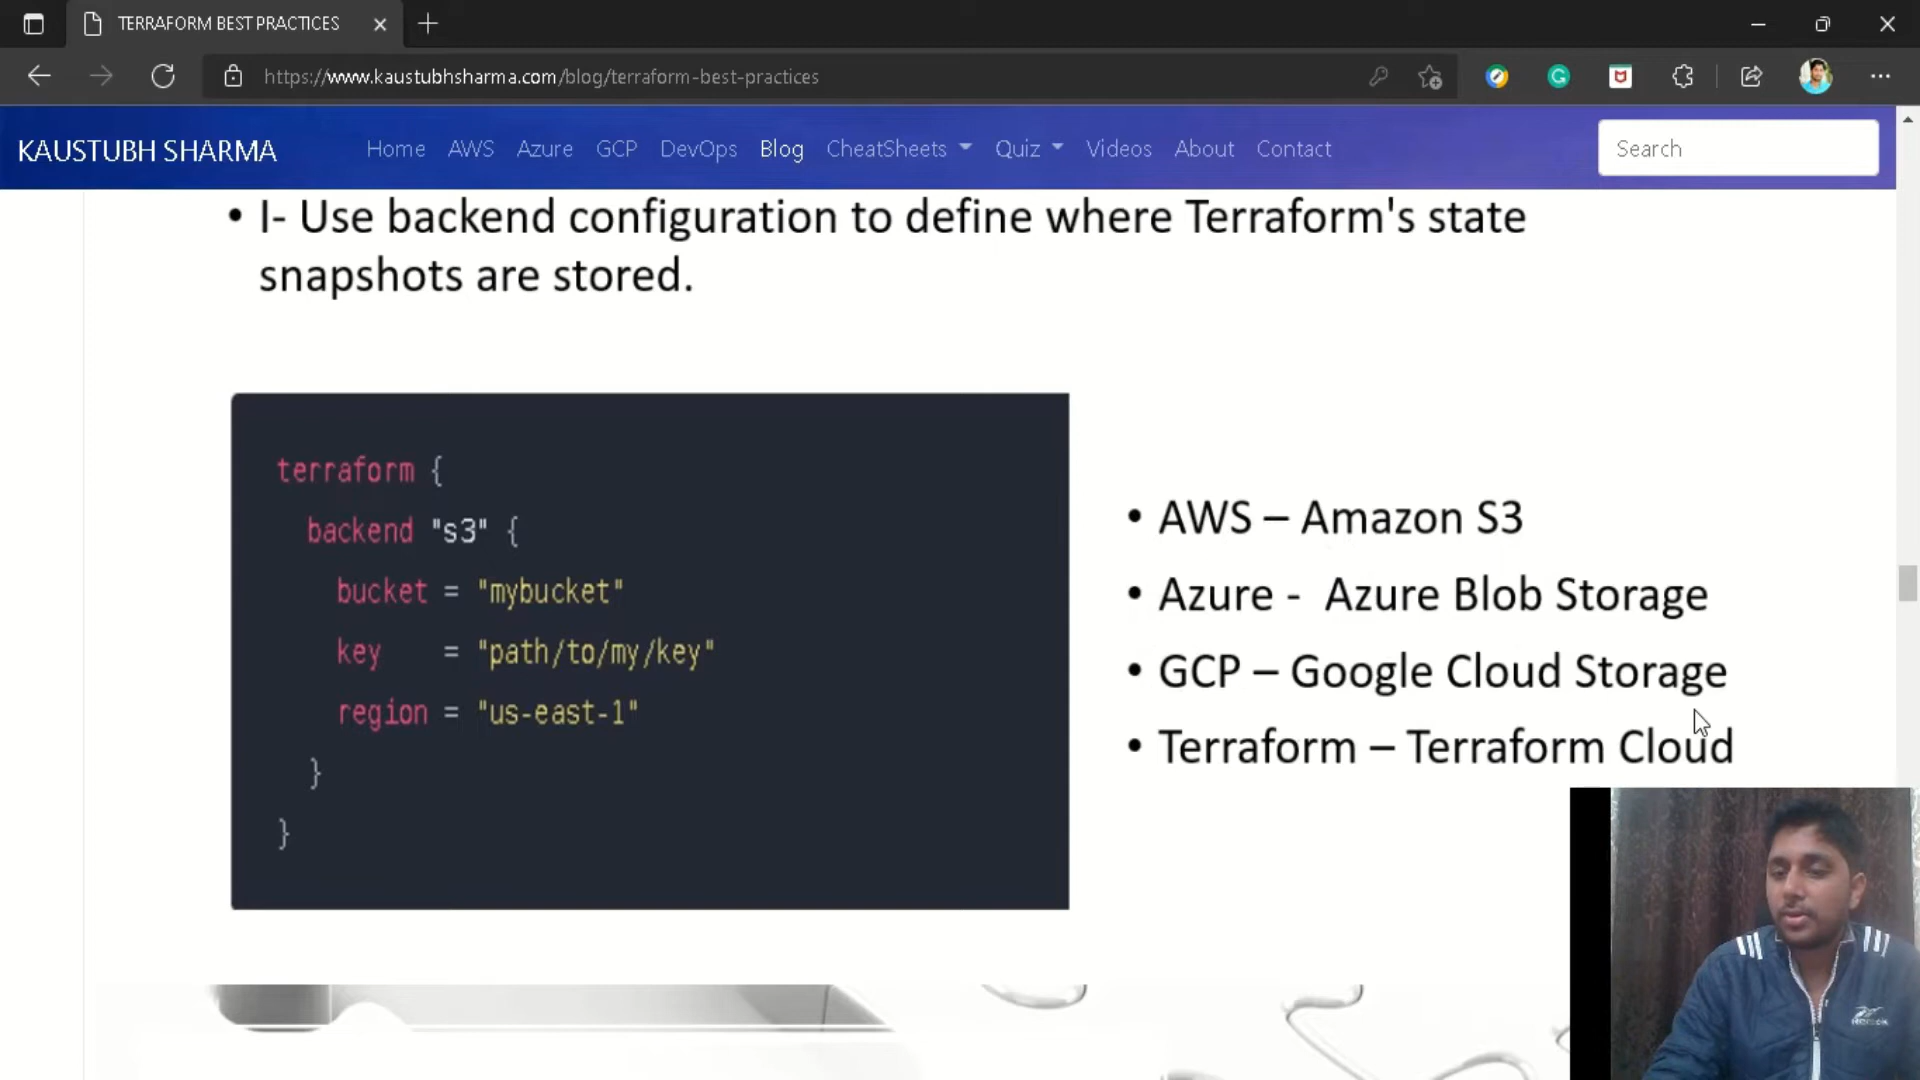 TERRAFORM BEST PRACTICES
https://www.kaustubhsharma.com/blog/terraform-best-practices
KAUSTUBH SHARMA Home AWS Azure GCP DevOps Blog CheatSheets Quiz Videos About Contact Search
• I- Use backend configuration to define where Terraform's state
snapshots are stored.
terraform {
backend "s3" {
bucket = "mybucket"
key = "path/to/my/key"
region = "us-east-1"
}
}
• AWS – Amazon S3
• Azure - Azure Blob Storage
• GCP – Google Cloud Storage
• Terraform – Terraform Cloud